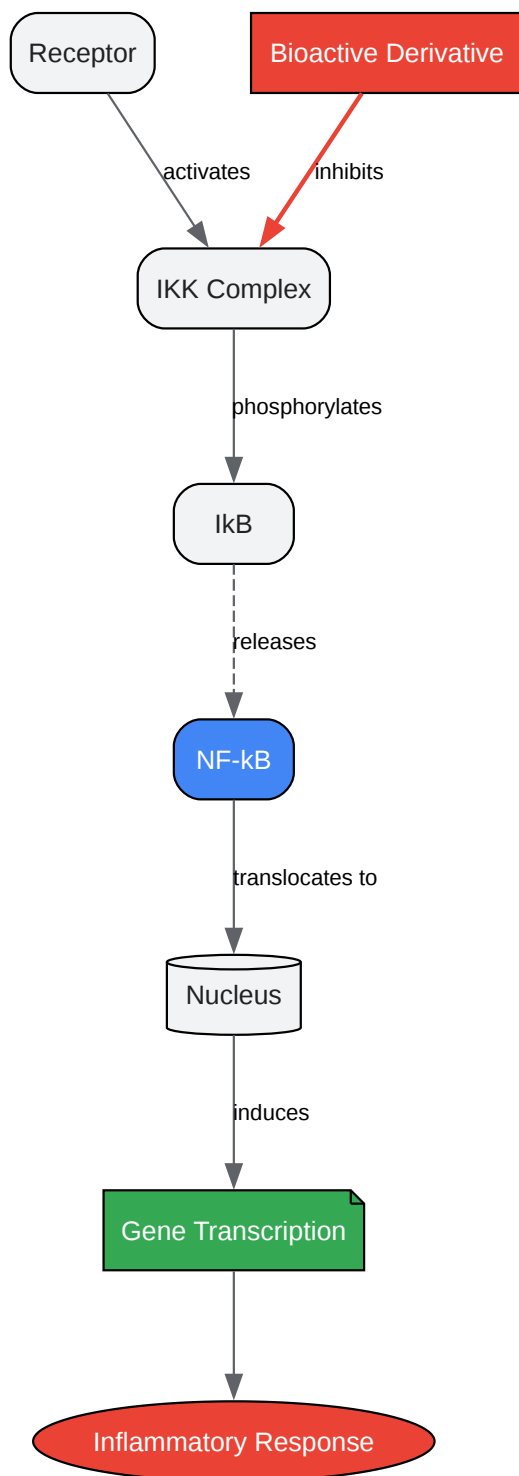 Receptor
Bioactive Derivative
activates
inhibits
IKK Complex
phosphorylates
IkB
releases
NF-kB
translocates to
Nucleus
induces
Gene Transcription
Inflammatory Response